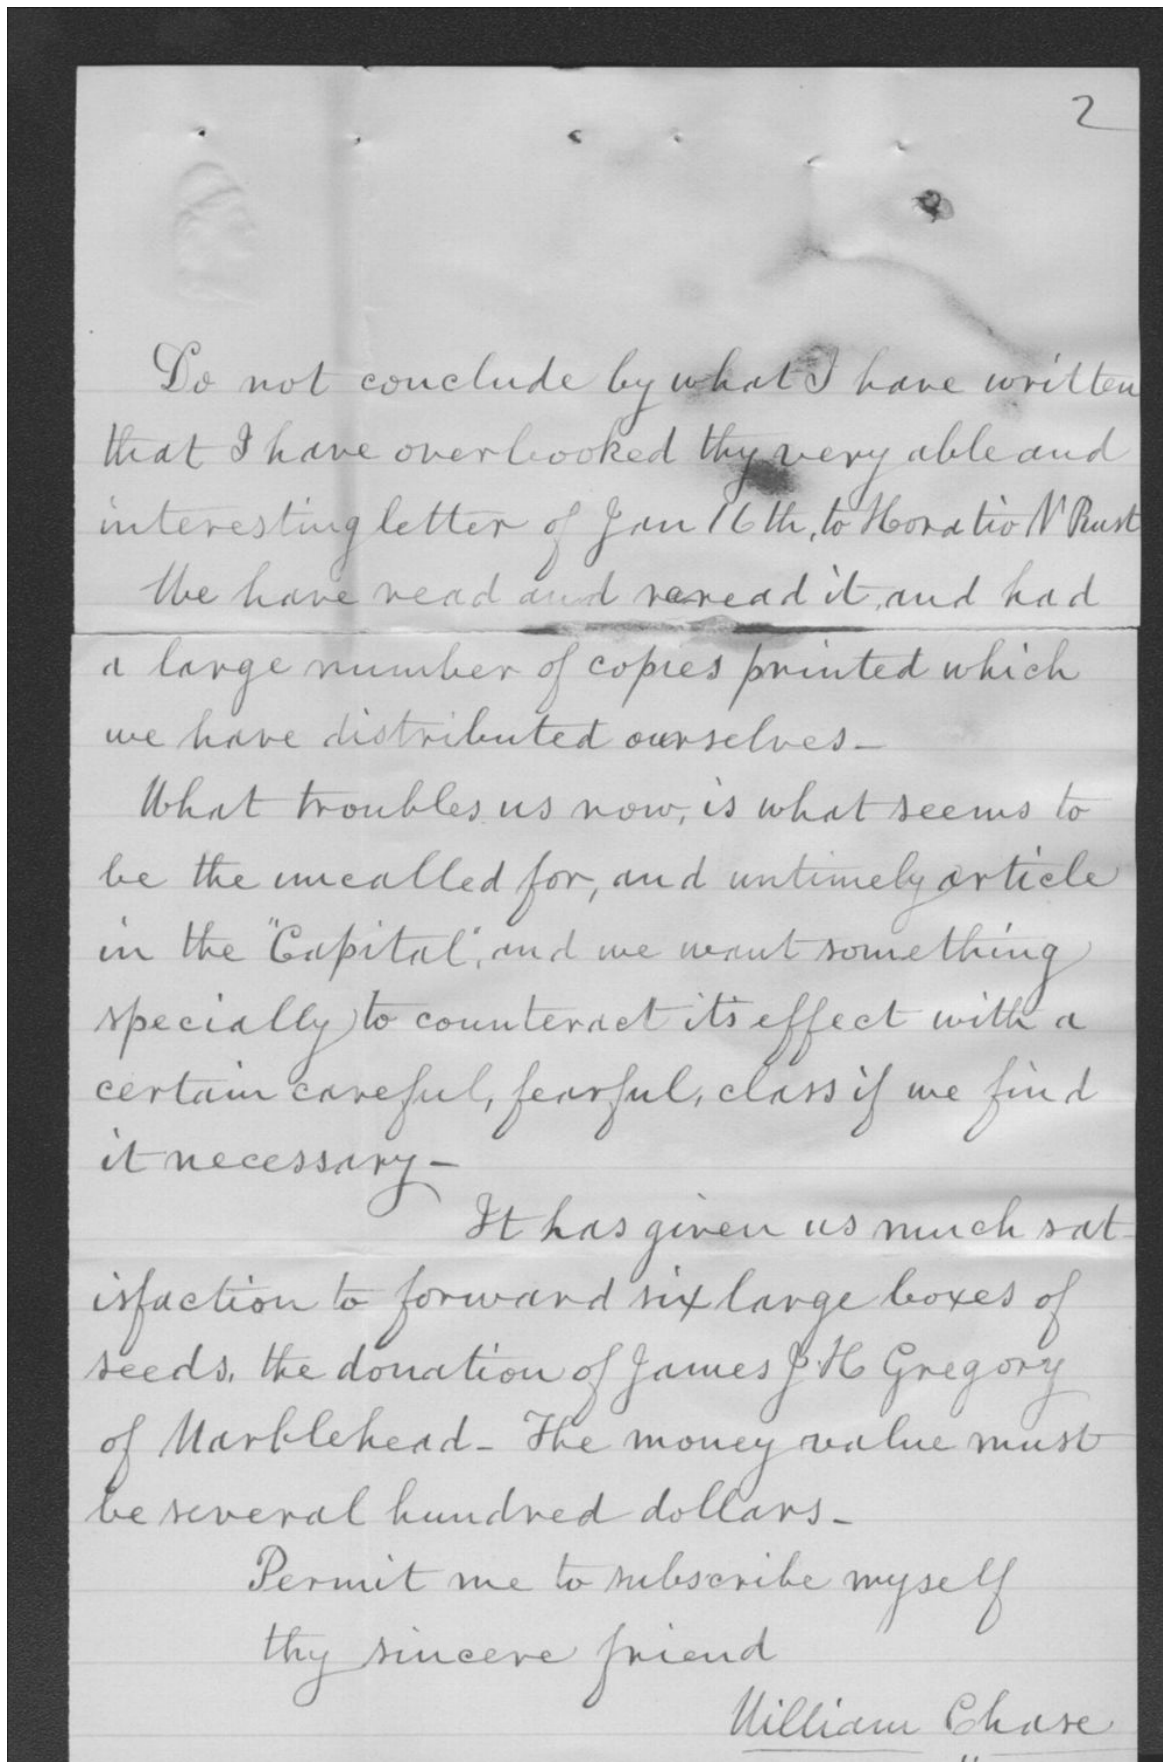 2
Do not conclude by what I have written
that I have overlooked thy very able and
interesting letter of Jan 16th, to Horatio N Rust
We have read and reread it, and had
a large number of copies printed which
we have distributed ourselves -
What troubles us now, is what seems to
be the uncalled for, and untimely article
in the "Capital", and we want something
specially to counteract it's effect with a
certain careful, fearful, class if we find
it necessary -
It has given us much sat-
isfaction to forward six large boxes of
seeds, the donation of James J. H Gregory
of Marblehead - The money value must
be several hundred dollars -
Permit me to subscribe myself
thy sincere friend
William Chase